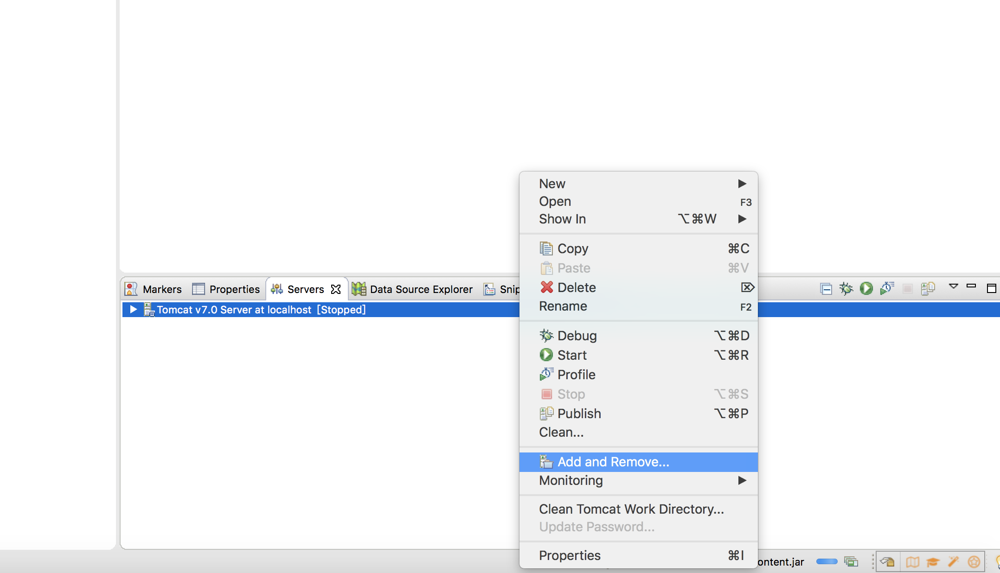 New
Open F3
Show In ⌥⌘W
Copy ⌘C
Paste ⌘V
Delete ⌦
Rename F2
Debug ⌥⌘D
Start ⌥⌘R
Profile
Stop ⌥⌘S
Publish ⌥⌘P
Clean...
Add and Remove...
Monitoring
Clean Tomcat Work Directory...
Update Password...
Properties ⌘I
Markers Properties Servers Data Source Explorer Snip
Tomcat v7.0 Server at localhost [Stopped]
ontent.jar